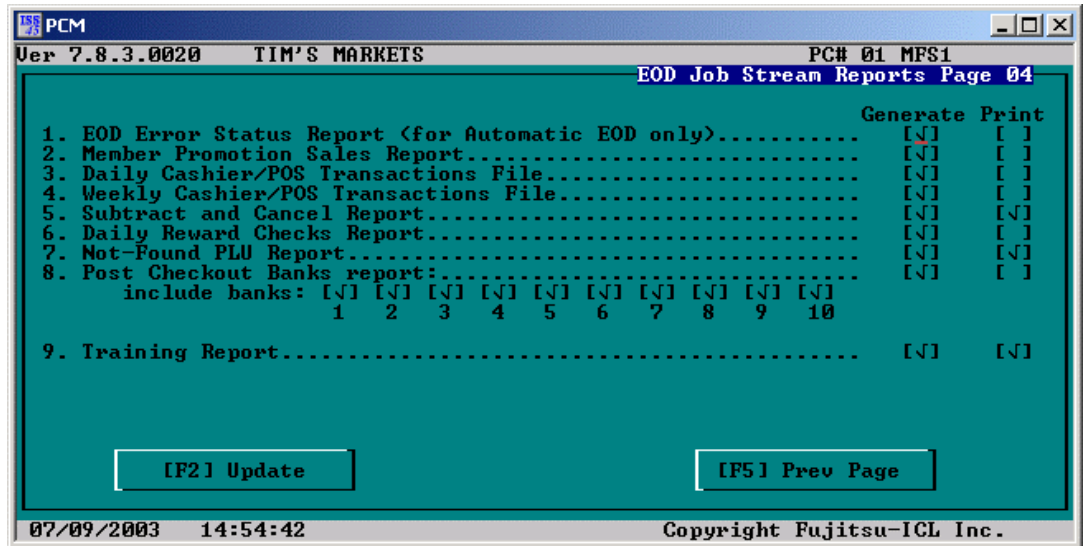 ISS 45 PCM
Ver 7.8.3.0020 TIM'S MARKETS PC# 01 MFS1
EOD Job Stream Reports Page 04
Generate Print
1. EOD Error Status Report (for Automatic EOD only)........... [√] [ ]
2. Member Promotion Sales Report.............................. [√] [ ]
3. Daily Cashier/POS Transactions File........................ [√] [ ]
4. Weekly Cashier/POS Transactions File....................... [√] [ ]
5. Subtract and Cancel Report................................. [√] [√]
6. Daily Reward Checks Report................................. [√] [ ]
7. Not-Found PLU Report....................................... [√] [√]
8. Post Checkout Banks report:................................ [√] [ ]
include banks: [√] [√] [√] [√] [√] [√] [√] [√] [√] [√]
1 2 3 4 5 6 7 8 9 10
9. Training Report............................................ [√] [√]
[F2] Update [F5] Prev Page
07/09/2003 14:54:42 Copyright Fujitsu-ICL Inc.